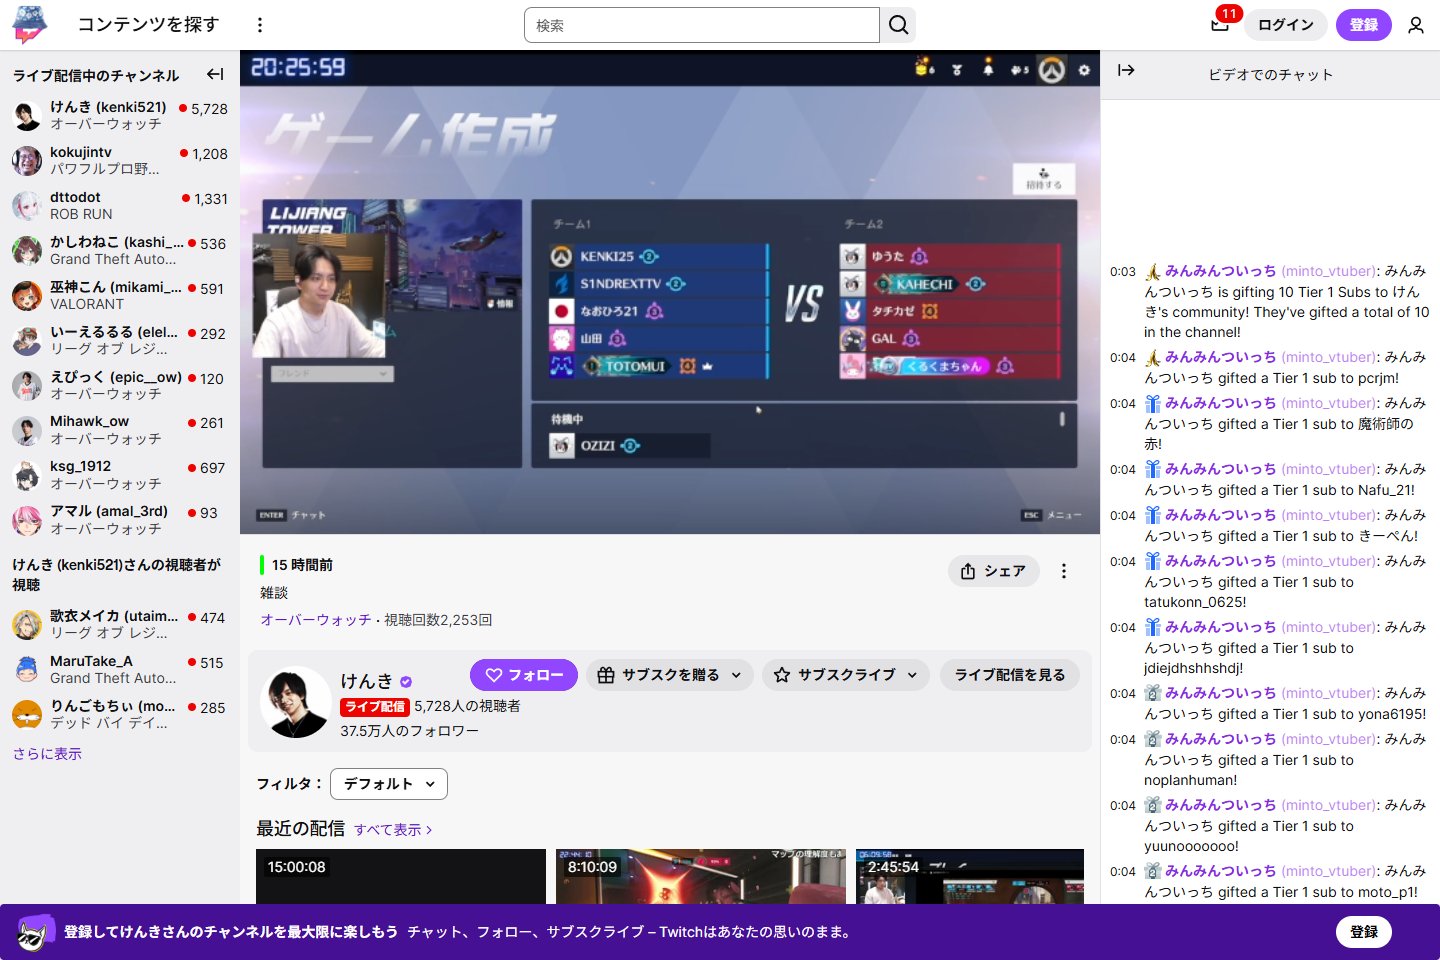 コンテンツを探す
検索
11
ログイン
登録
ライブ配信中のチャンネル
けんき (kenki521)
5,728
オーバーウォッチ
kokujintv
1,208
パワフルプロ野...
dttodot
1,331
ROB RUN
かしわねこ (kashi_...
536
Grand Theft Auto...
巫神こん (mikami_...
591
VALORANT
いーえるるる (elel...
292
リーグ オブ レジ...
えぴっく (epic__ow)
120
オーバーウォッチ
Mihawk_ow
261
オーバーウォッチ
ksg_1912
697
オーバーウォッチ
アマル (amal_3rd)
93
オーバーウォッチ
けんき (kenki521)さんの視聴者が
視聴
歌衣メイカ (utaim...
474
リーグ オブ レジ...
MaruTake_A
515
Grand Theft Auto...
りんごもちぃ (mo...
285
デッド バイ デイ...
さらに表示
20:25:59
6
5
ゲーム作成
招待する
LIJIANG
TOWER
情報
フレンド
チーム1
KENKI25
S1NDREXTTV
なおひろ21
山田
TOTOMUI
VS
チーム2
ゆうた
KAHECHI
タチカゼ
GAL
くるくまちゃん
待機中
OZIZI
ENTER チャット
ESC メニュー
15 時間前
雑談
オーバーウォッチ・視聴回数2,253回
シェア
けんき
ライブ配信 5,728人の視聴者
37.5万人のフォロワー
フォロー
サブスクを贈る
サブスクライブ
ライブ配信を見る
フィルタ：
デフォルト
最近の配信 すべて表示
15:00:08
22:44:10
マップの理解度もよ
8:10:09
06:09:58
2:45:54
ビデオでのチャット
0:03 みんみんついっち (minto_vtuber): みんみ
んついっち is gifting 10 Tier 1 Subs to けん
き's community! They've gifted a total of 10
in the channel!
0:04 みんみんついっち (minto_vtuber): みんみ
んついっち gifted a Tier 1 sub to pcrjm!
0:04 みんみんついっち (minto_vtuber): みんみ
んついっち gifted a Tier 1 sub to 魔術師の
赤!
0:04 みんみんついっち (minto_vtuber): みんみ
んついっち gifted a Tier 1 sub to Nafu_21!
0:04 みんみんついっち (minto_vtuber): みんみ
んついっち gifted a Tier 1 sub to きーぺん!
0:04 みんみんついっち (minto_vtuber): みんみ
んついっち gifted a Tier 1 sub to
tatukonn_0625!
0:04 みんみんついっち (minto_vtuber): みんみ
んついっち gifted a Tier 1 sub to
jdiejdhshhshdj!
0:04 みんみんついっち (minto_vtuber): みんみ
んついっち gifted a Tier 1 sub to yona6195!
0:04 みんみんついっち (minto_vtuber): みんみ
んついっち gifted a Tier 1 sub to
noplanhuman!
0:04 みんみんついっち (minto_vtuber): みんみ
んついっち gifted a Tier 1 sub to
yuunooooooo!
0:04 みんみんついっち (minto_vtuber): みんみ
んついっち gifted a Tier 1 sub to moto_p1!
登録してけんきさんのチャンネルを最大限に楽しもう チャット、フォロー、サブスクライブ – Twitchはあなたの思いのまま。
登録